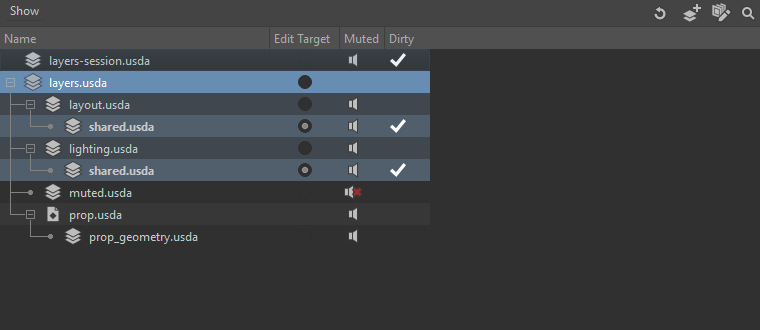 Show
Name Edit Target Muted Dirty
layers-session.usda
layers.usda
layout.usda
shared.usda
lighting.usda
shared.usda
muted.usda
prop.usda
prop_geometry.usda